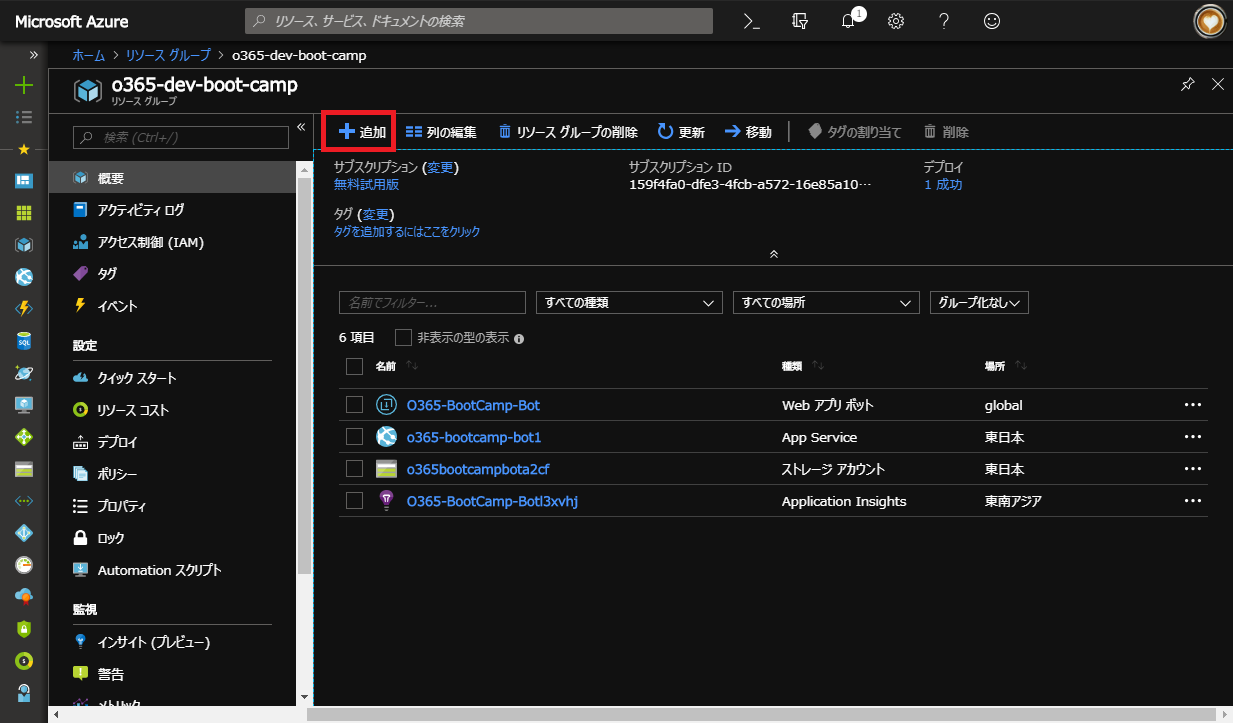 Microsoft Azure
リソース、サービス、ドキュメントの検索
1
ホーム > リソース グループ > o365-dev-boot-camp
o365-dev-boot-camp
リソース グループ
検索 (Ctrl+/)
概要
アクティビティ ログ
アクセス制御 (IAM)
タグ
イベント
設定
クイック スタート
リソース コスト
デプロイ
ポリシー
プロパティ
ロック
Automation スクリプト
監視
インサイト (プレビュー)
警告
メトリック
追加 列の編集 リソース グループの削除 更新 移動 タグの割り当て 削除
サブスクリプション (変更) サブスクリプション ID デプロイ
無料試用版 159f4fa0-dfe3-4fcb-a572-16e85a10… 1 成功
タグ (変更)
タグを追加するにはここをクリック
名前でフィルター... すべての種類 すべての場所 グループ化なし
6 項目 非表示の型の表示
名前 種類 場所
O365-BootCamp-Bot Web アプリ ボット global
o365-bootcamp-bot1 App Service 東日本
o365bootcampbota2cf ストレージ アカウント 東日本
O365-BootCamp-Botl3xvhj Application Insights 東南アジア